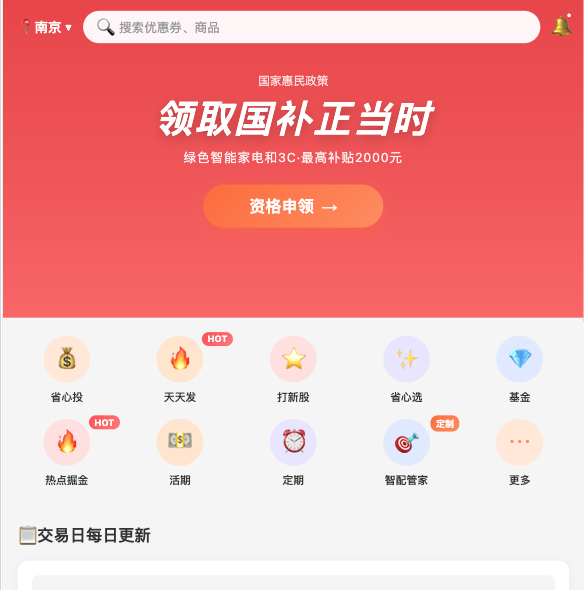 南京 ▾
搜索优惠券、商品
国家惠民政策
领取国补正当时
绿色智能家电和3C·最高补贴2000元
资格申领 →
HOT
省心投
天天发
打新股
省心选
基金
HOT
定制
热点掘金
活期
定期
智配管家
更多
交易日每日更新